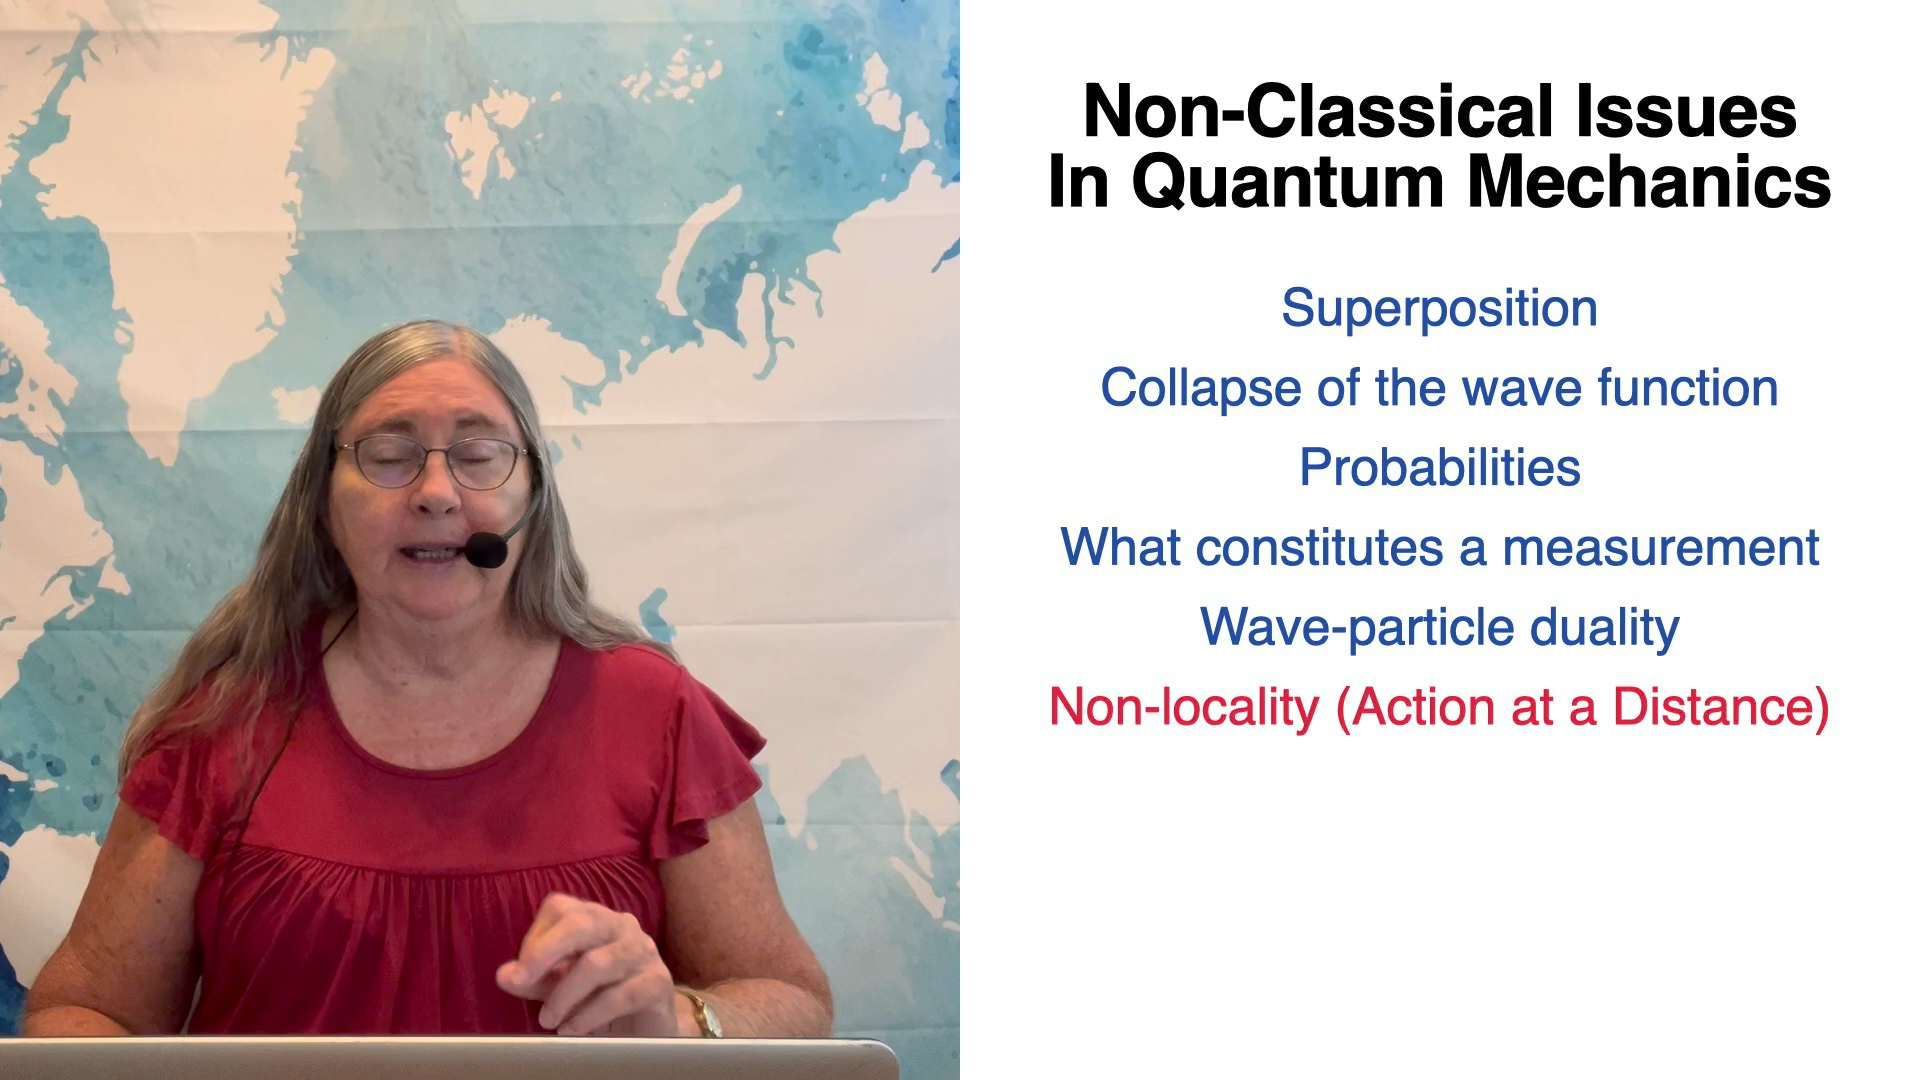 Non-Classical Issues
In Quantum Mechanics
Superposition
Collapse of the wave function
Probabilities
What constitutes a measurement
Wave-particle duality
Non-locality (Action at a Distance)